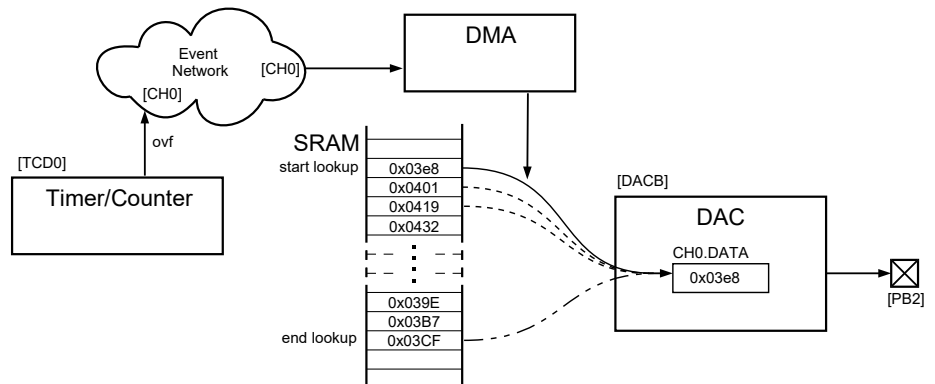 DMA
Event
Network
[CH0]
[CH0]
ovf
[TCD0]
Timer/Counter
SRAM
start lookup
0x03e8
0x0401
0x0419
0x0432
0x039E
0x03B7
end lookup
0x03CF
[DACB]
DAC
CH0.DATA
0x03e8
[PB2]